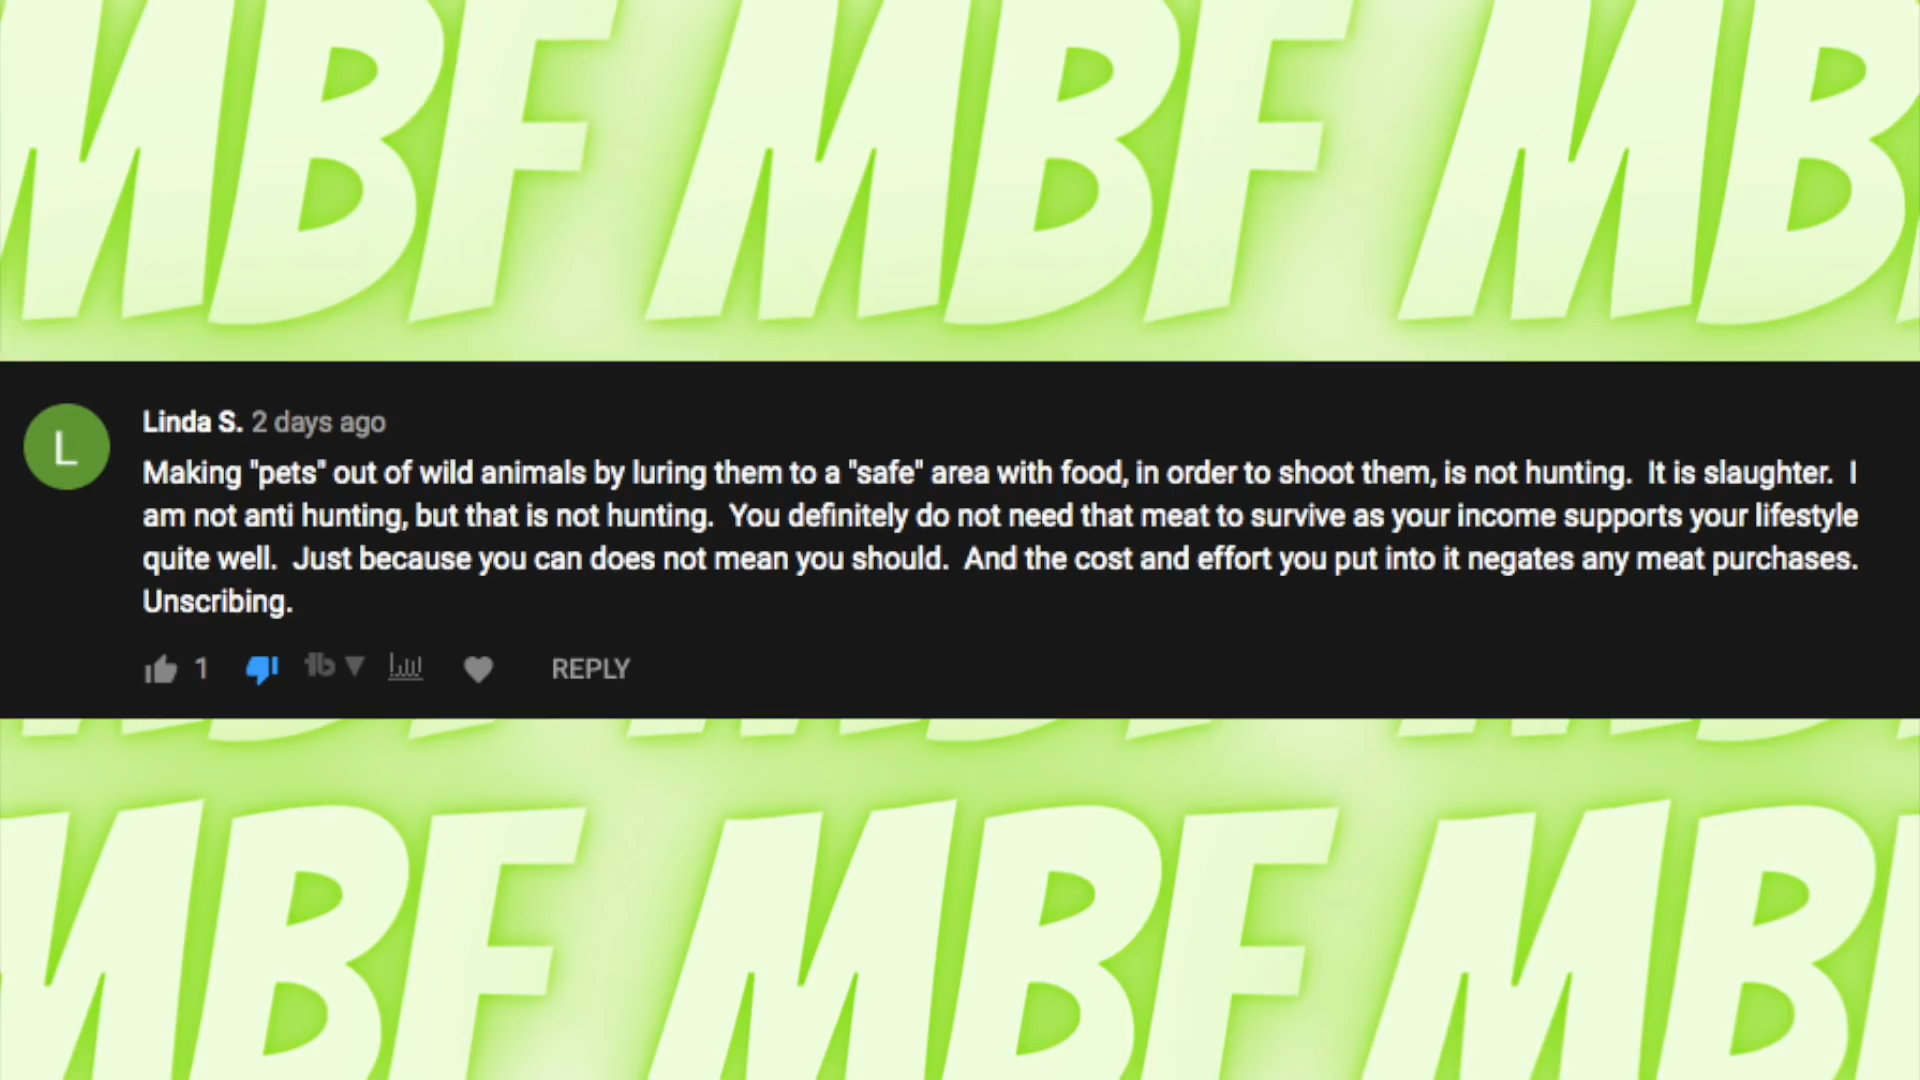 MBF MBF MB
L
Linda S. 2 days ago
Making "pets" out of wild animals by luring them to a "safe" area with food, in order to shoot them, is not hunting. It is slaughter. I
am not anti hunting, but that is not hunting. You definitely do not need that meat to survive as your income supports your lifestyle
quite well. Just because you can does not mean you should. And the cost and effort you put into it negates any meat purchases.
Unscribing.
1 tb REPLY
MBF MBF MB